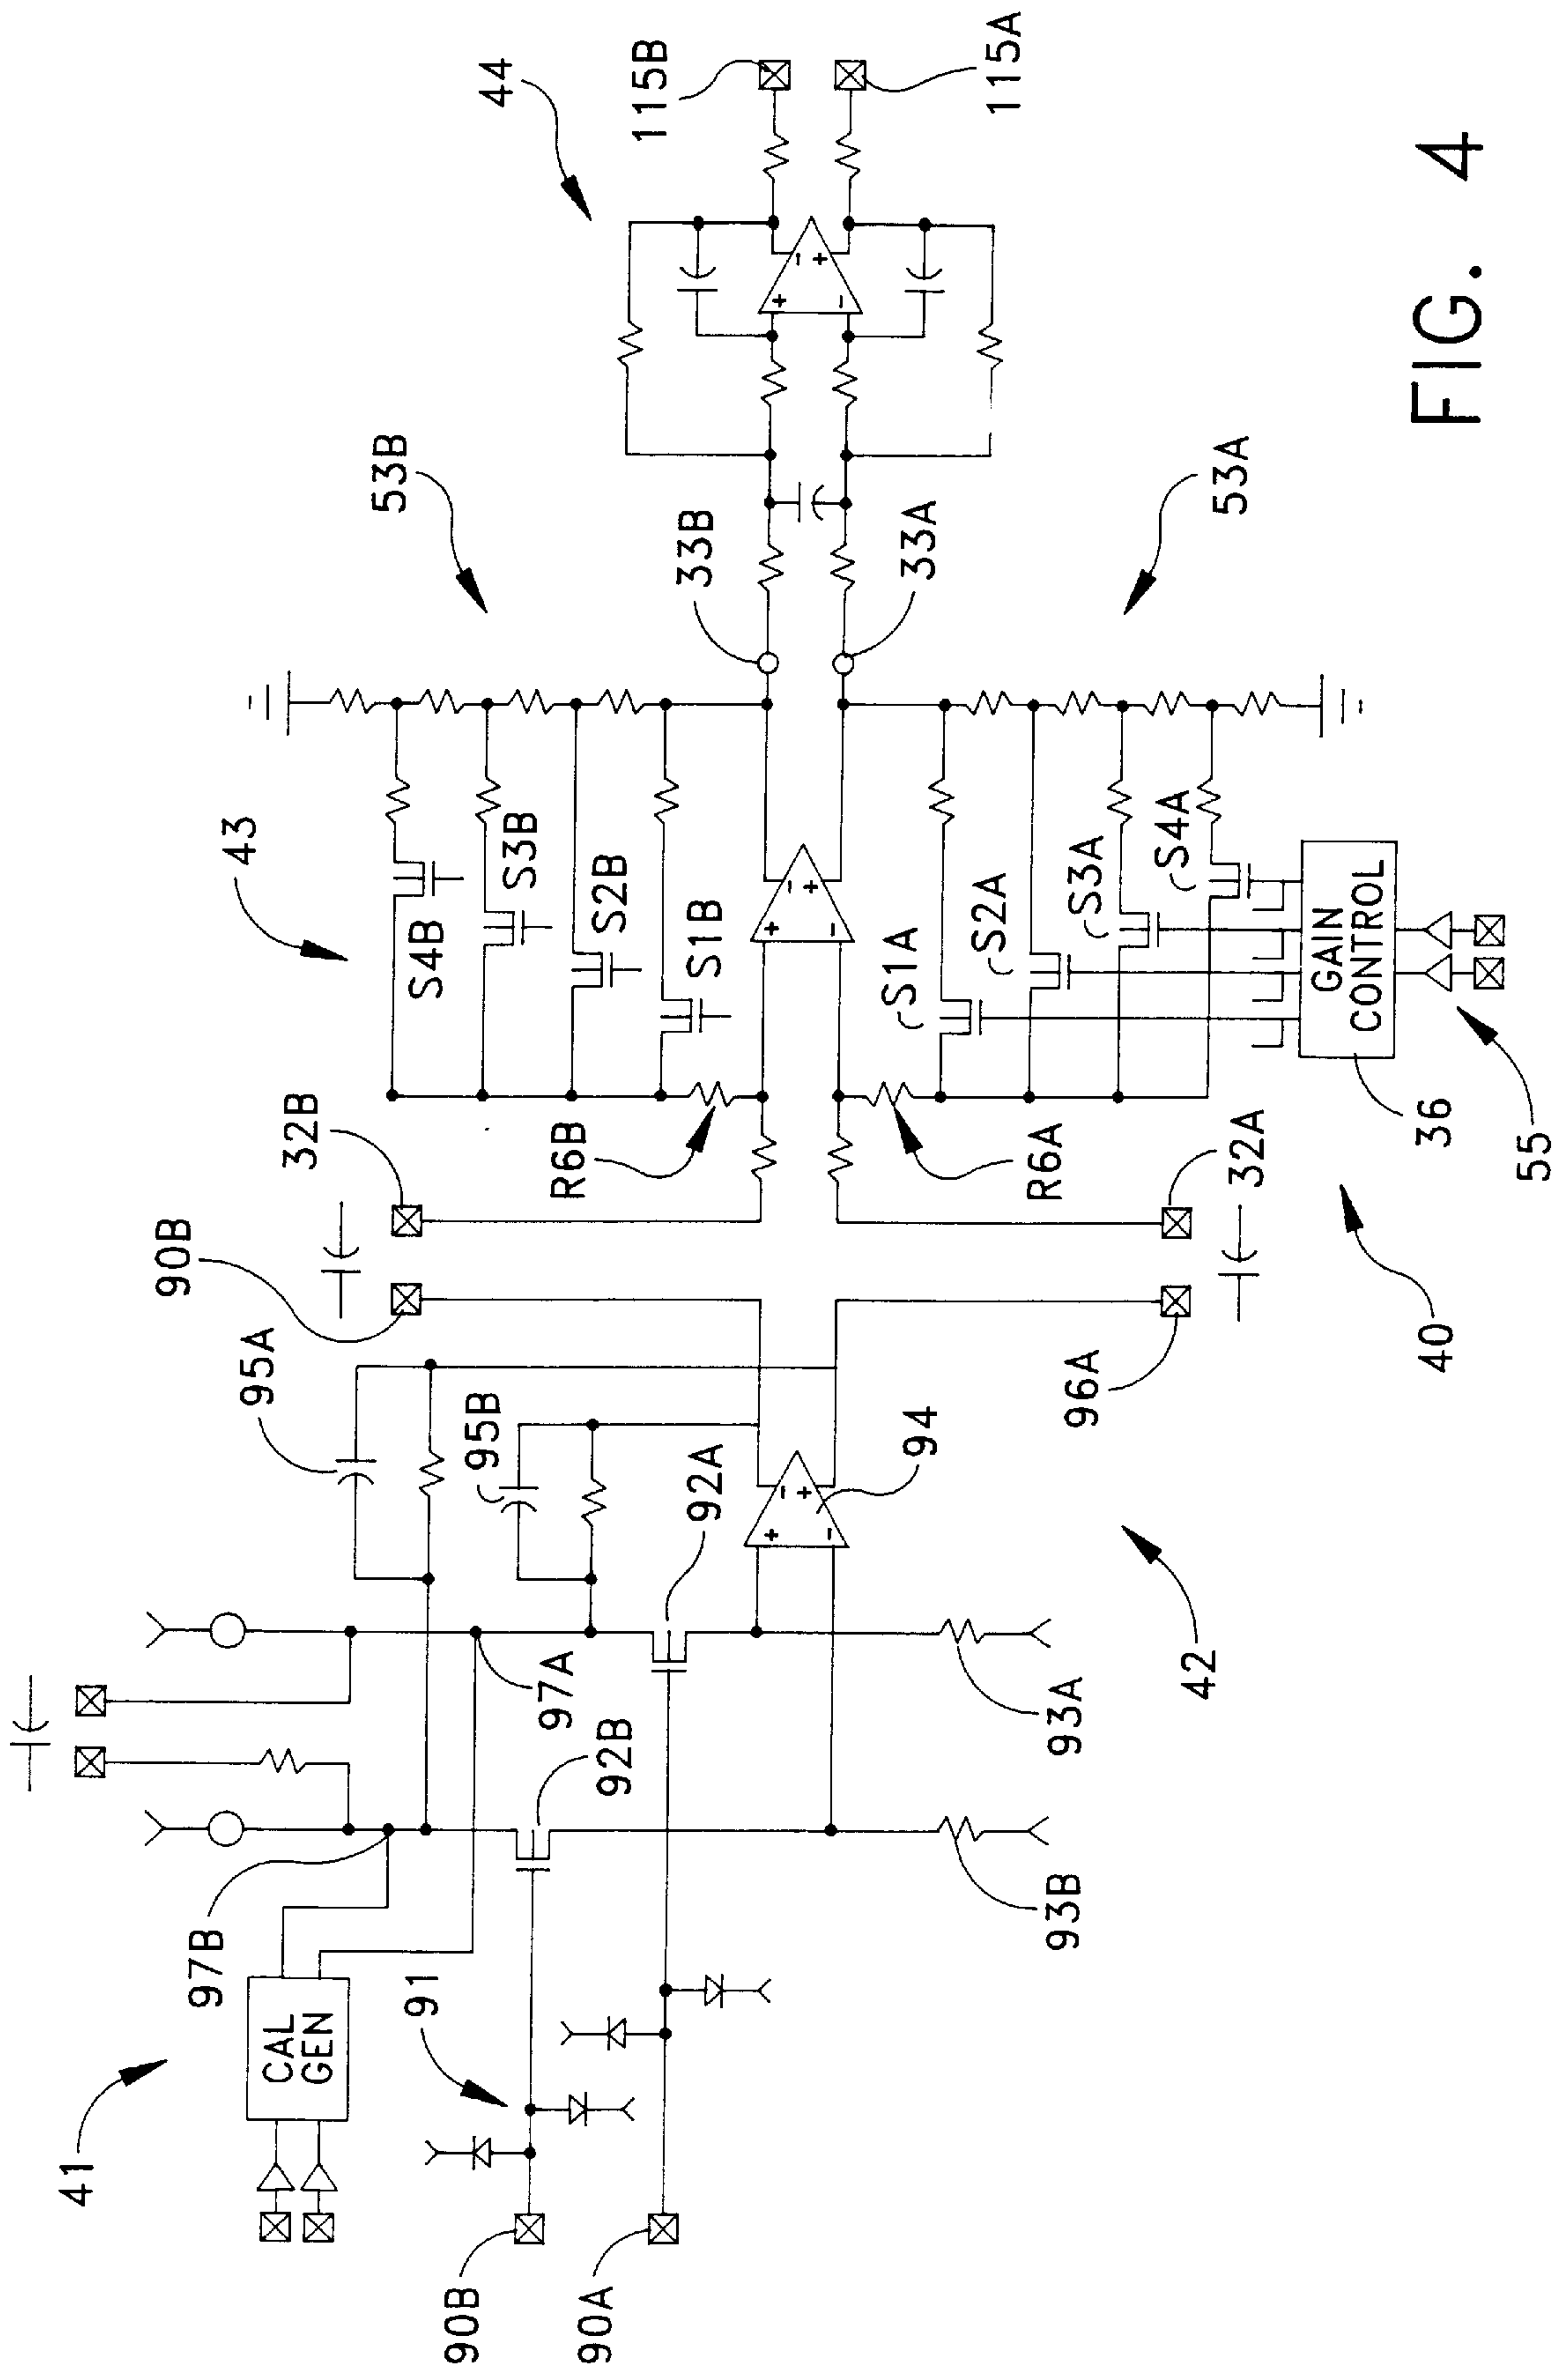 41
CAL
GEN
97B
90B
90A
91
97A
92B
92A
93B
93A
95A
95B
94
42
90B
96A
32B
32A
40
43
S4B
S3B
S2B
S1B
R6B
R6A
S1A
S2A
S3A
S4A
GAIN
CONTROL
36
55
53B
53A
33B
33A
44
115B
115A
+
−
−
+
+
−
−
+
+
−
−
+
FIG. 4